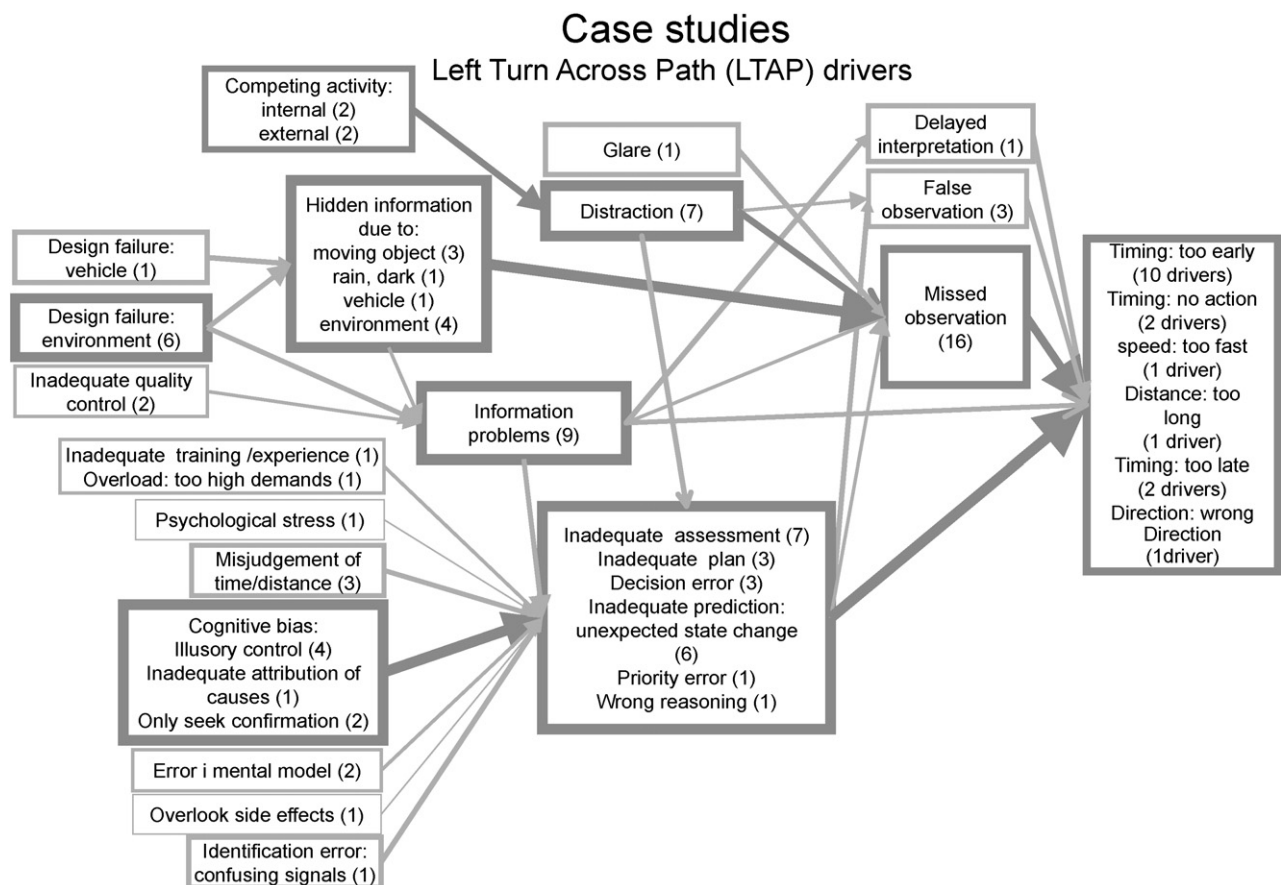 Case studies
Left Turn Across Path (LTAP) drivers
Competing activity:
internal (2)
external (2)
Glare (1)
Delayed
interpretation (1)
Distraction (7)
False
observation (3)
Hidden information
due to:
moving object (3)
rain, dark (1)
vehicle (1)
environment (4)
Design failure:
vehicle (1)
Design failure:
environment (6)
Inadequate quality
control (2)
Missed
observation
(16)
Timing: too early
(10 drivers)
Timing: no action
(2 drivers)
speed: too fast
(1 driver)
Distance: too
long
(1 driver)
Timing: too late
(2 drivers)
Direction: wrong
Direction
(1driver)
Information
problems (9)
Inadequate training /experience (1)
Overload: too high demands (1)
Psychological stress (1)
Misjudgement of
time/distance (3)
Cognitive bias:
Illusory control (4)
Inadequate attribution of
causes (1)
Only seek confirmation (2)
Inadequate assessment (7)
Inadequate plan (3)
Decision error (3)
Inadequate prediction:
unexpected state change
(6)
Priority error (1)
Wrong reasoning (1)
Error i mental model (2)
Overlook side effects (1)
Identification error:
confusing signals (1)